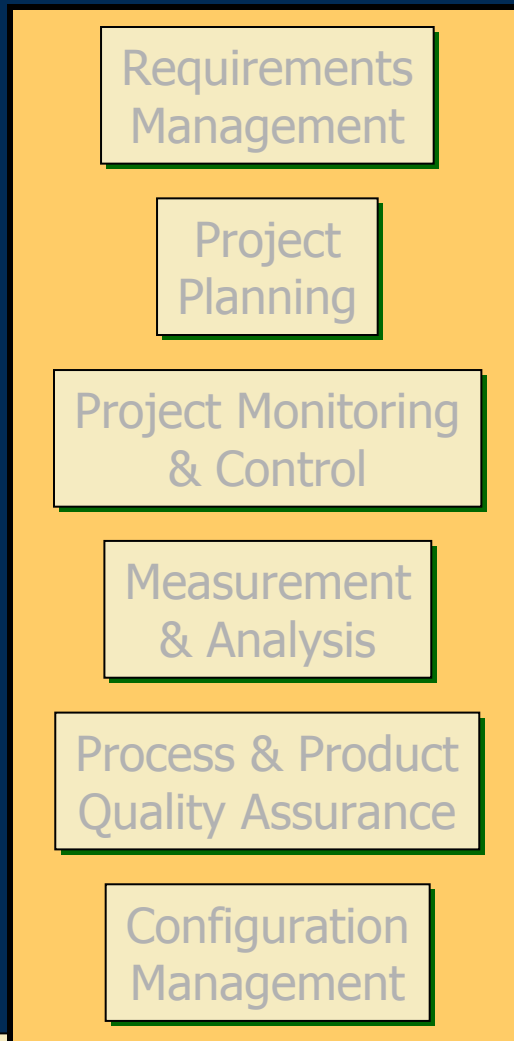 Requirements
Management
Project
Planning
Project Monitoring
& Control
Measurement
& Analysis
Process & Product
Quality Assurance
Configuration
Management